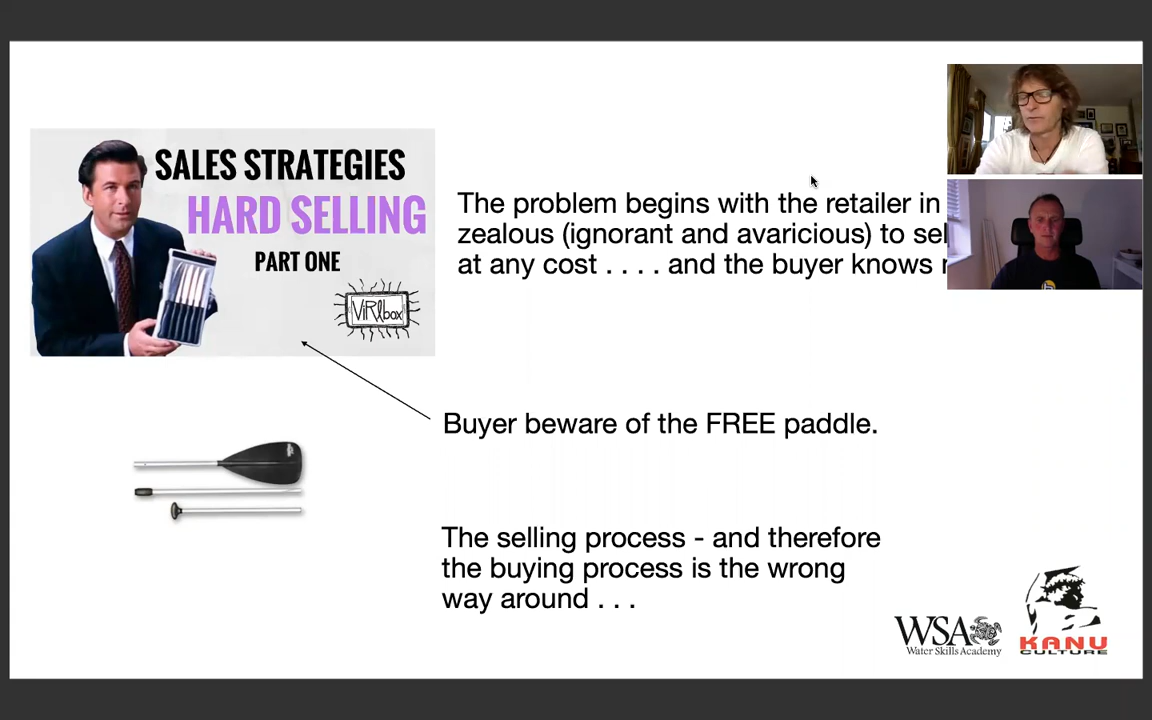 SALES STRATEGIES
HARD SELLING
PART ONE
ViRLbox
The problem begins with the retailer in
zealous (ignorant and avaricious) to sel
at any cost . . . . and the buyer knows
Buyer beware of the FREE paddle.
The selling process - and therefore
the buying process is the wrong
way around . . .
WSA
Water Skills Academy
KANU
CULTURE